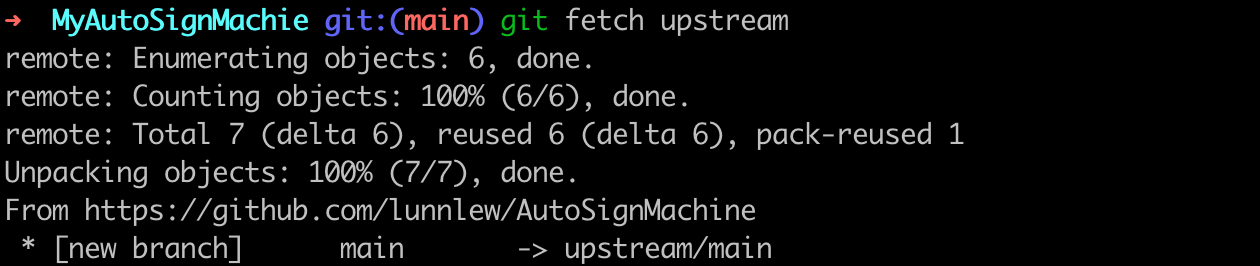 ➜  MyAutoSignMachie git:(main) git fetch upstream
remote: Enumerating objects: 6, done.
remote: Counting objects: 100% (6/6), done.
remote: Total 7 (delta 6), reused 6 (delta 6), pack-reused 1
Unpacking objects: 100% (7/7), done.
From https://github.com/lunnlew/AutoSignMachine
 * [new branch]      main       -> upstream/main